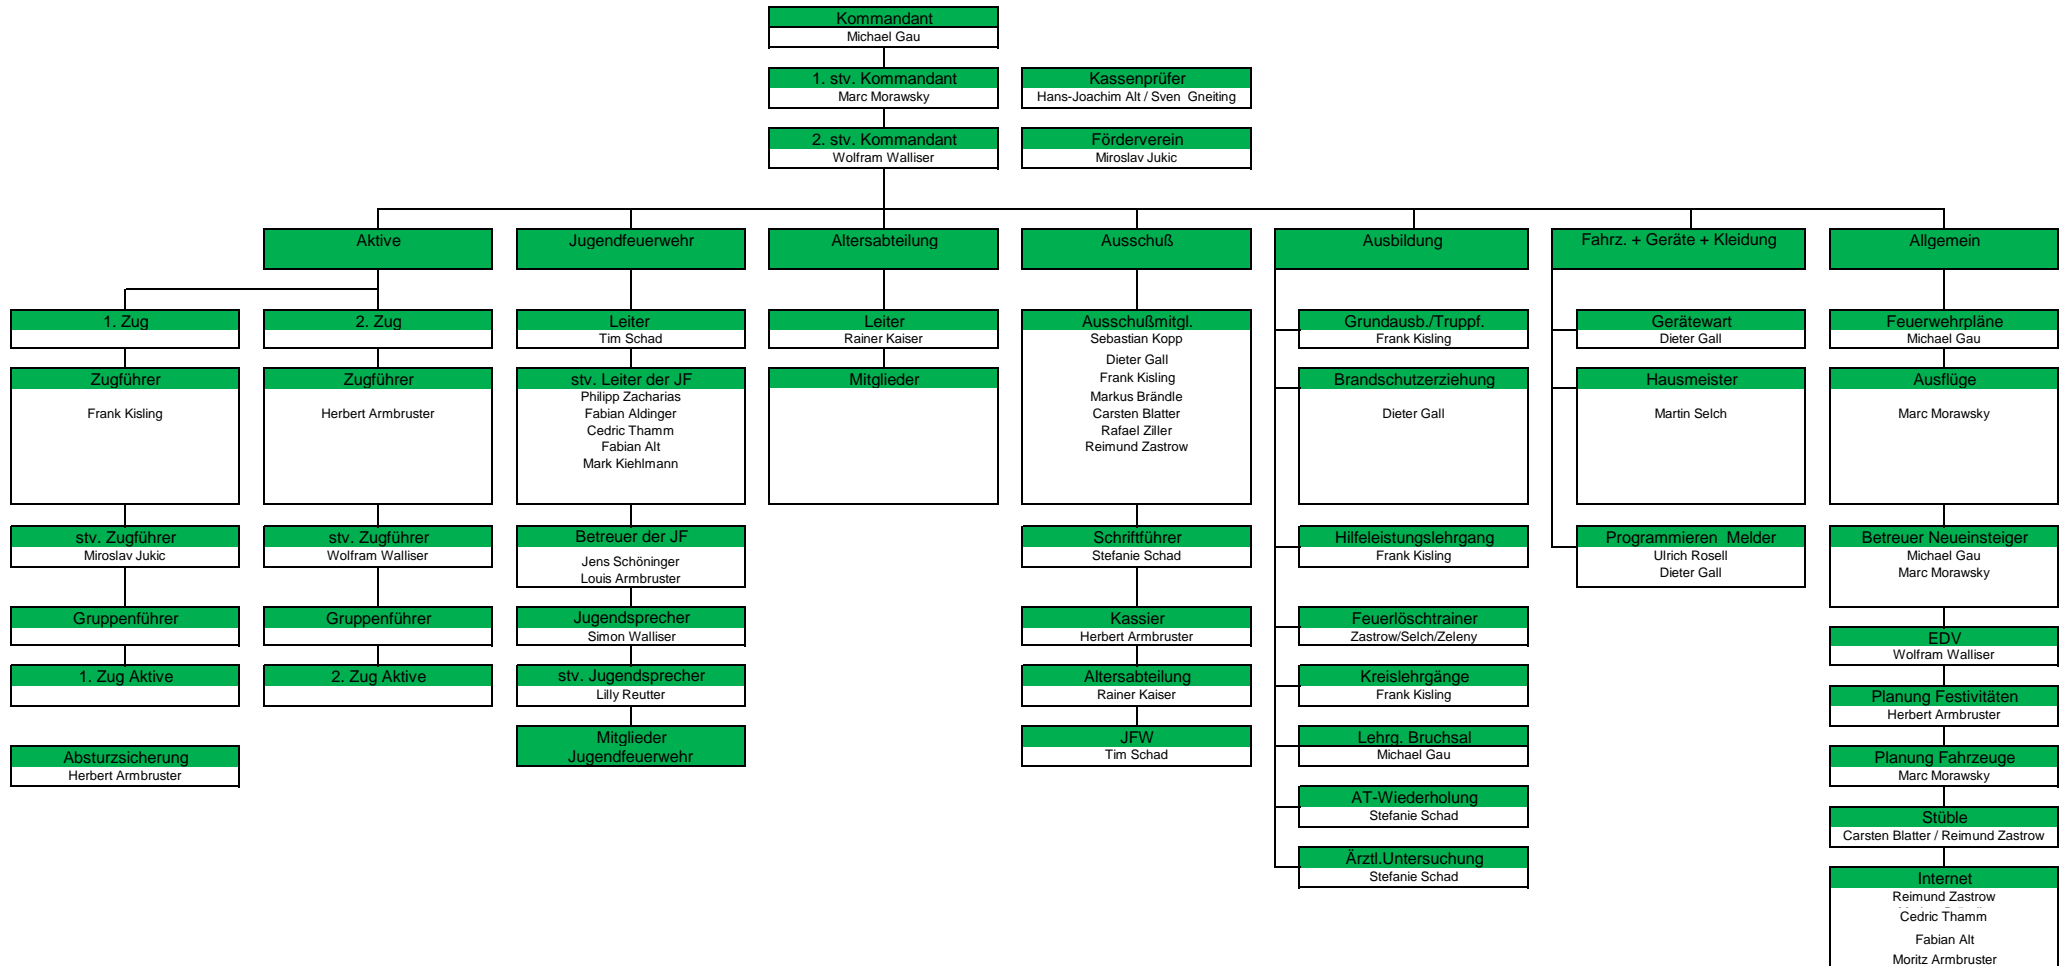 Kommandant
Michael Gau
1. stv. Kommandant
Marc Morawsky
Kassenprüfer
Hans-Joachim Alt / Sven  Gneiting
2. stv. Kommandant
Wolfram Walliser
Förderverein
Miroslav Jukic
Aktive
Jugendfeuerwehr
Altersabteilung
Ausschuß
Ausbildung
Fahrz. + Geräte + Kleidung
Allgemein
1. Zug
Zugführer
Frank Kisling
stv. Zugführer
Miroslav Jukic
Gruppenführer
1. Zug Aktive
Absturzsicherung
Herbert Armbruster
2. Zug
Zugführer
Herbert Armbruster
stv. Zugführer
Wolfram Walliser
Gruppenführer
2. Zug Aktive
Leiter
Tim Schad
stv. Leiter der JF
Philipp Zacharias
Fabian Aldinger
Cedric Thamm
Fabian Alt
Mark Kiehlmann
Betreuer der JF
Jens Schöninger
Louis Armbruster
Jugendsprecher
Simon Walliser
stv. Jugendsprecher
Lilly Reutter
Mitglieder
Jugendfeuerwehr
Leiter
Rainer Kaiser
Mitglieder
Ausschußmitgl.
Sebastian Kopp
Dieter Gall
Frank Kisling
Markus Brändle
Carsten Blatter
Rafael Ziller
Reimund Zastrow
Schriftführer
Stefanie Schad
Kassier
Herbert Armbruster
Altersabteilung
Rainer Kaiser
JFW
Tim Schad
Grundausb./Truppf.
Frank Kisling
Brandschutzerziehung
Dieter Gall
Hilfeleistungslehrgang
Frank Kisling
Feuerlöschtrainer
Zastrow/Selch/Zeleny
Kreislehrgänge
Frank Kisling
Lehrg. Bruchsal
Michael Gau
AT-Wiederholung
Stefanie Schad
Ärztl.Untersuchung
Stefanie Schad
Gerätewart
Dieter Gall
Hausmeister
Martin Selch
Programmieren  Melder
Ulrich Rosell
Dieter Gall
Feuerwehrpläne
Michael Gau
Ausflüge
Marc Morawsky
Betreuer Neueinsteiger
Michael Gau
Marc Morawsky
EDV
Wolfram Walliser
Planung Festivitäten
Herbert Armbruster
Planung Fahrzeuge
Marc Morawsky
Stüble
Carsten Blatter / Reimund Zastrow
Internet
Reimund Zastrow
Cedric Thamm
Fabian Alt
Moritz Armbruster